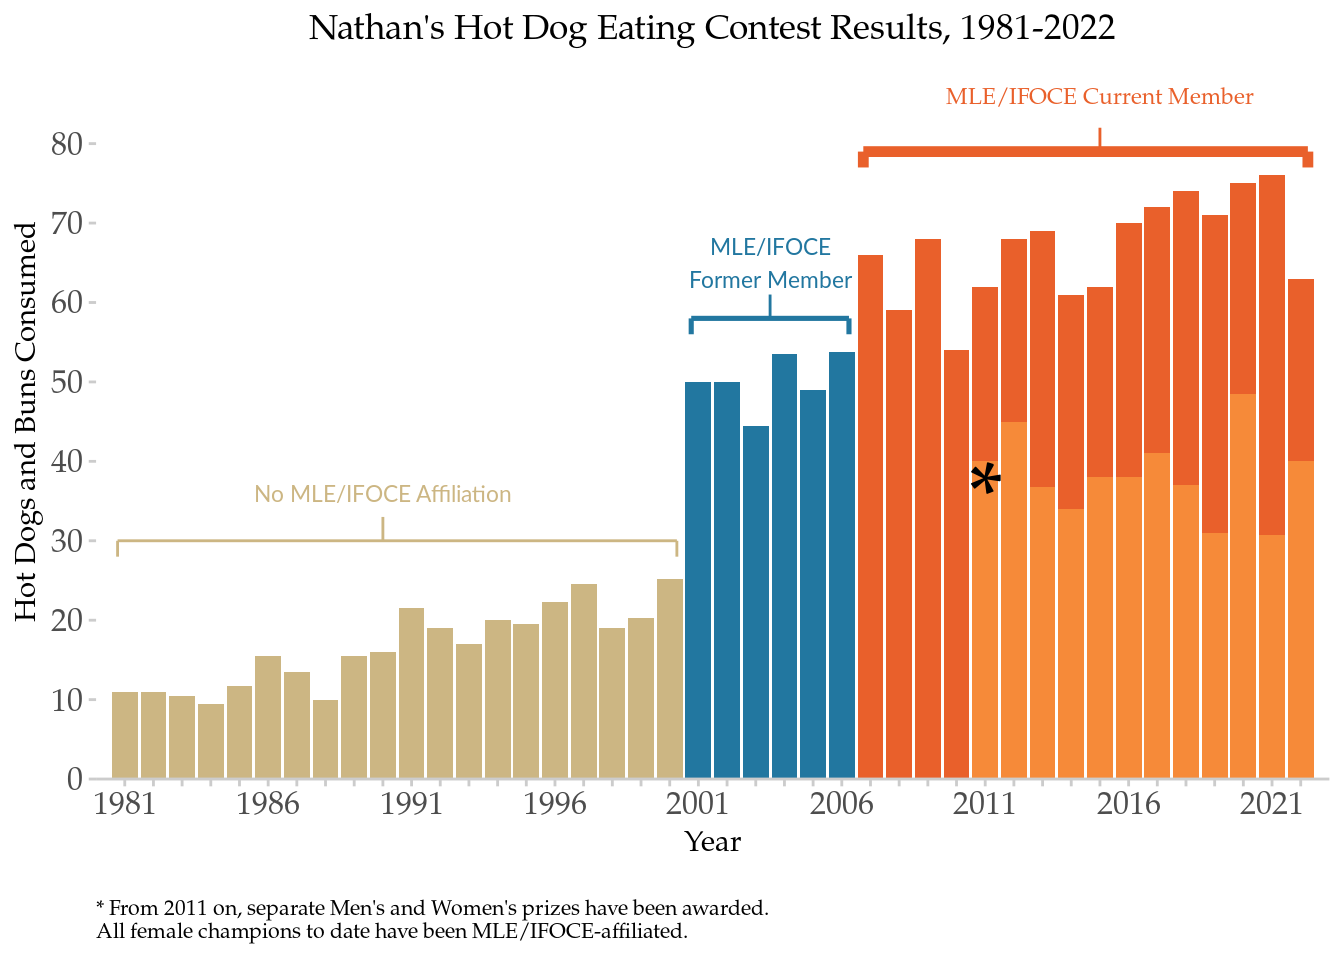 Nathan's Hot Dog Eating Contest Results, 1981-2022
MLE/IFOCE Current Member
80
70
MLE/IFOCE
Former Member
60
50
40
*
No MLE/IFOCE Affiliation
30
20
10
0
Hot Dogs and Buns Consumed
1981 1986 1991 1996 2001 2006 2011 2016 2021
Year
* From 2011 on, separate Men's and Women's prizes have been awarded.
All female champions to date have been MLE/IFOCE-affiliated.